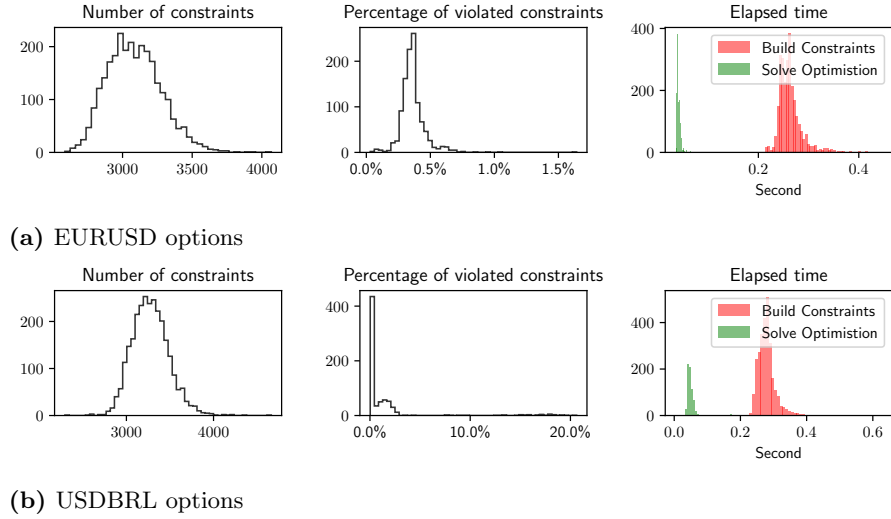 Number of constraints
Percentage of violated constraints
Elapsed time
200
100
0
3000
3500
4000
200
100
0
0.0%
0.5%
1.0%
1.5%
400
200
0
Build Constraints
Solve Optimistion
0.2
0.4
Second
(a) EURUSD options
Number of constraints
Percentage of violated constraints
Elapsed time
200
100
0
3000
4000
400
200
0
0.0%
10.0%
20.0%
400
200
0
Build Constraints
Solve Optimistion
0.0
0.2
0.4
0.6
Second
(b) USDBRL options